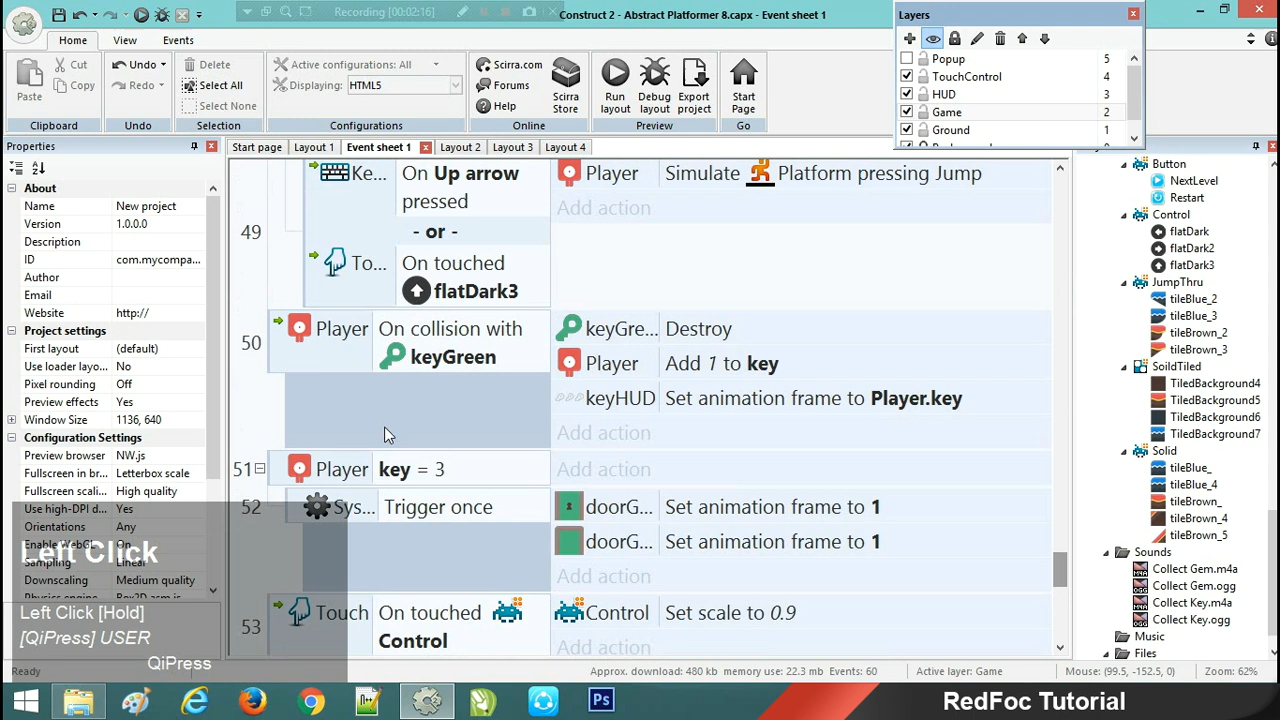 Recording [00:02:16]
Construct 2 - Abstract Platformer 8.capx - Event sheet 1
Layers
Home
View
Events
Popup 5
TouchControl 4
HUD 3
Game 2
Ground 1
Paste
Cut
Copy
Clipboard
Undo
Redo
Undo
Delete
Select All
Select None
Selection
Active configurations: All
Displaying: HTML5
Configurations
Scirra.com
Forums
Help
Scirra Store
Online
Run layout
Debug layout
Export project
Preview
Start Page
Go
Properties
Start page
Layout 1
Event sheet 1
Layout 2
Layout 3
Layout 4
About
Name New project
Version 1.0.0.0
Description
ID com.mycompa...
Author
Email
Website http://
Project settings
First layout (default)
Use loader layo... No
Pixel rounding Off
Preview effects Yes
Window Size 1136, 640
Configuration Settings
Preview browser NW.js
Fullscreen in br... Letterbox scale
Fullscreen scali... High quality
Use high-DPI d... Yes
Orientations Any
Enable WebGL On
Sampling Linear
Downscaling Medium quality
Ke... On Up arrow pressed
Player Simulate Platform pressing Jump
Add action
49
- or -
To... On touched flatDark3
50
Player On collision with keyGreen
keyGre... Destroy
Player Add 1 to key
keyHUD Set animation frame to Player.key
Add action
51 Player key = 3 Add action
52 Sys... Trigger once
doorG... Set animation frame to 1
doorG... Set animation frame to 1
Add action
53
Touch On touched Control
Control Set scale to 0.9
Add action
Button
NextLevel
Restart
Control
flatDark
flatDark2
flatDark3
JumpThru
tileBlue_2
tileBlue_3
tileBrown_2
tileBrown_3
SoildTiled
TiledBackground4
TiledBackground5
TiledBackground6
TiledBackground7
Solid
tileBlue_
tileBlue_4
tileBrown_
tileBrown_4
tileBrown_5
Sounds
Collect Gem.m4a
Collect Gem.ogg
Collect Key.m4a
Collect Key.ogg
Music
Files
Left Click
Left Click [Hold]
[QiPress] USER
QiPress
Ready
Approx. download: 480 kb memory use: 22.3 mb Events: 60
Active layer: Game
Mouse: (99.5, -152.5, 0)
Zoom: 62%
Ps
RedFoc Tutorial